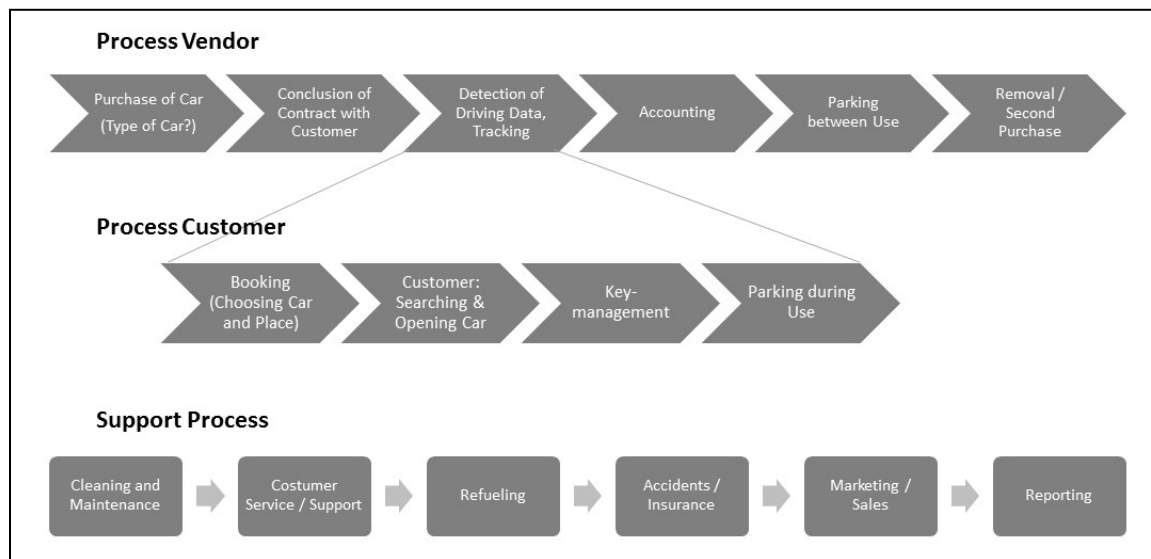 Process Vendor
Purchase of Car
(Type of Car?)
Conclusion of
Contract with
Customer
Detection of
Driving Data,
Tracking
Accounting
Parking
between Use
Removal /
Second
Purchase
Process Customer
Booking
(Choosing Car
and Place)
Customer:
Searching &
Opening Car
Key-
management
Parking during
Use
Support Process
Cleaning and
Maintenance
Costumer
Service / Support
Refueling
Accidents /
Insurance
Marketing /
Sales
Reporting